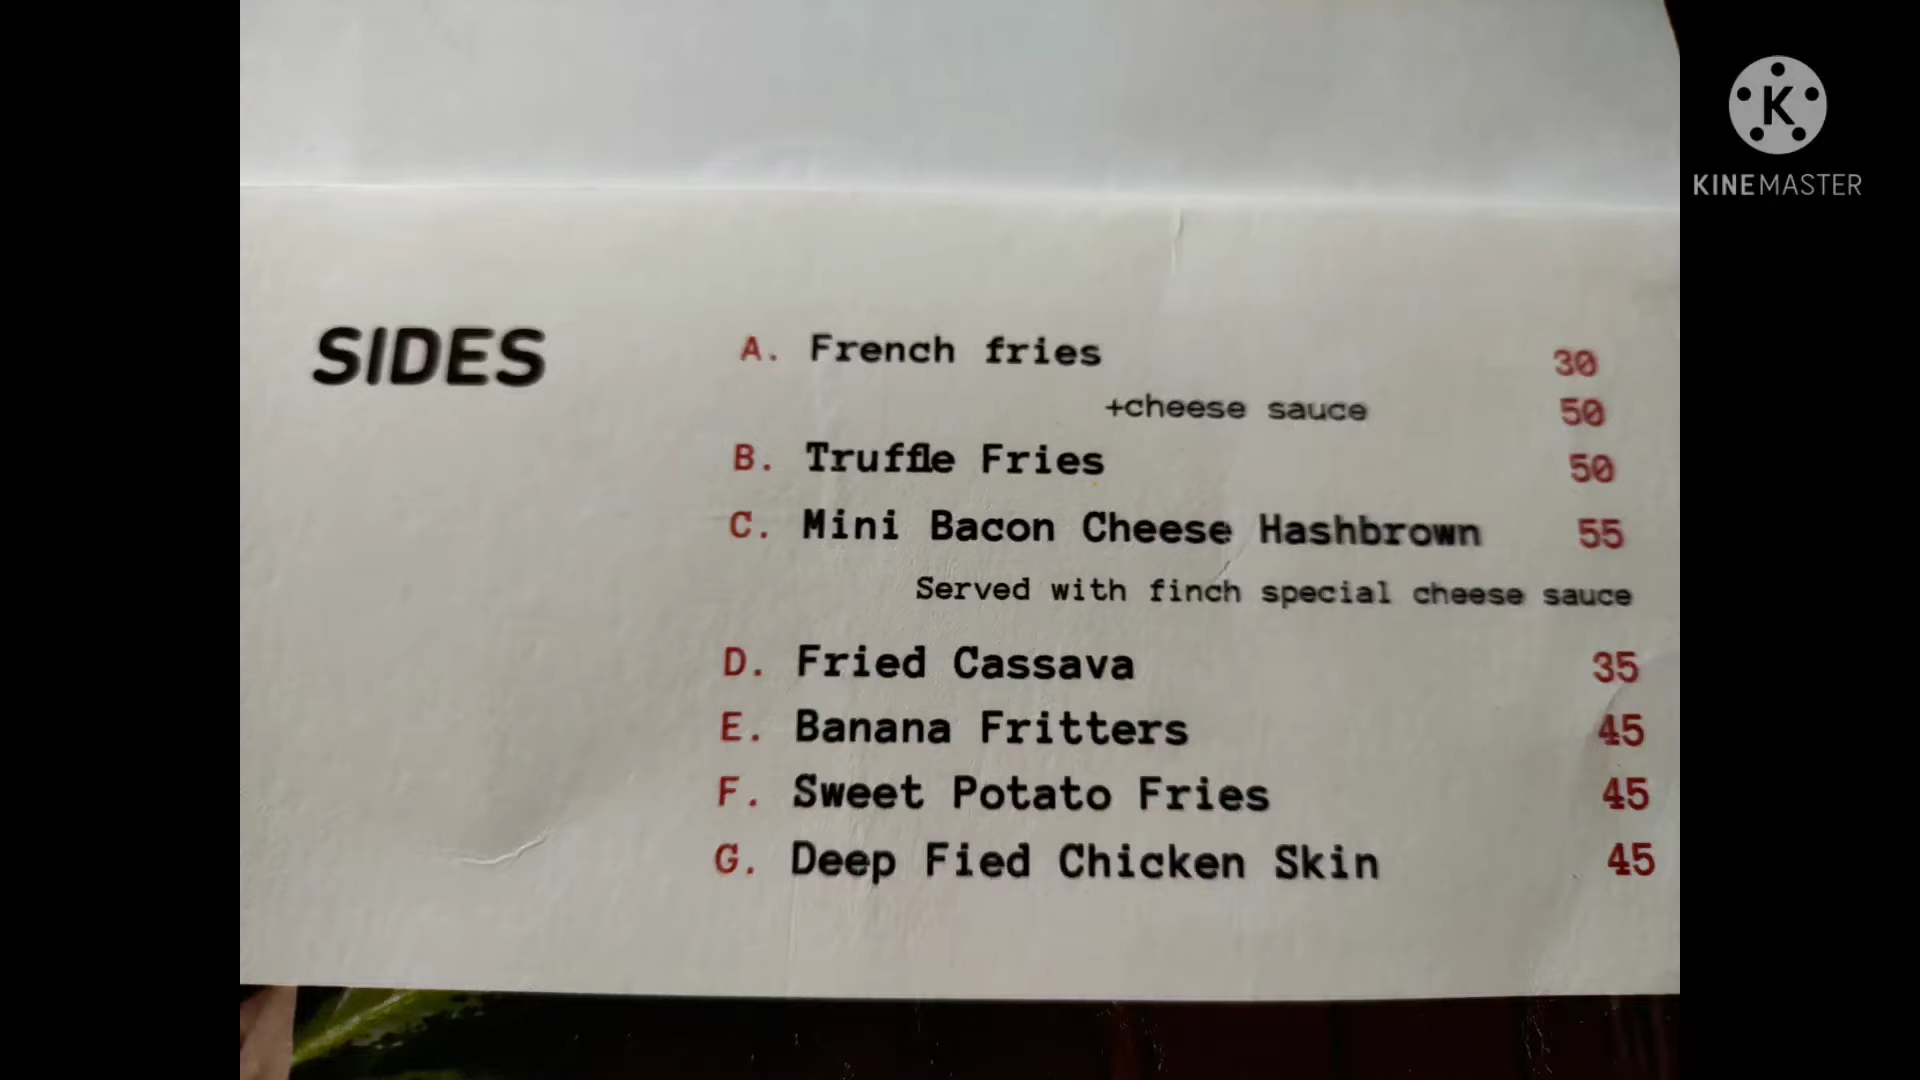 KINEMASTER
SIDES
A. French fries 30
+cheese sauce 50
B. Truffle Fries 50
C. Mini Bacon Cheese Hashbrown 55
Served with finch special cheese sauce
D. Fried Cassava 35
E. Banana Fritters 45
F. Sweet Potato Fries 45
G. Deep Fied Chicken Skin 45